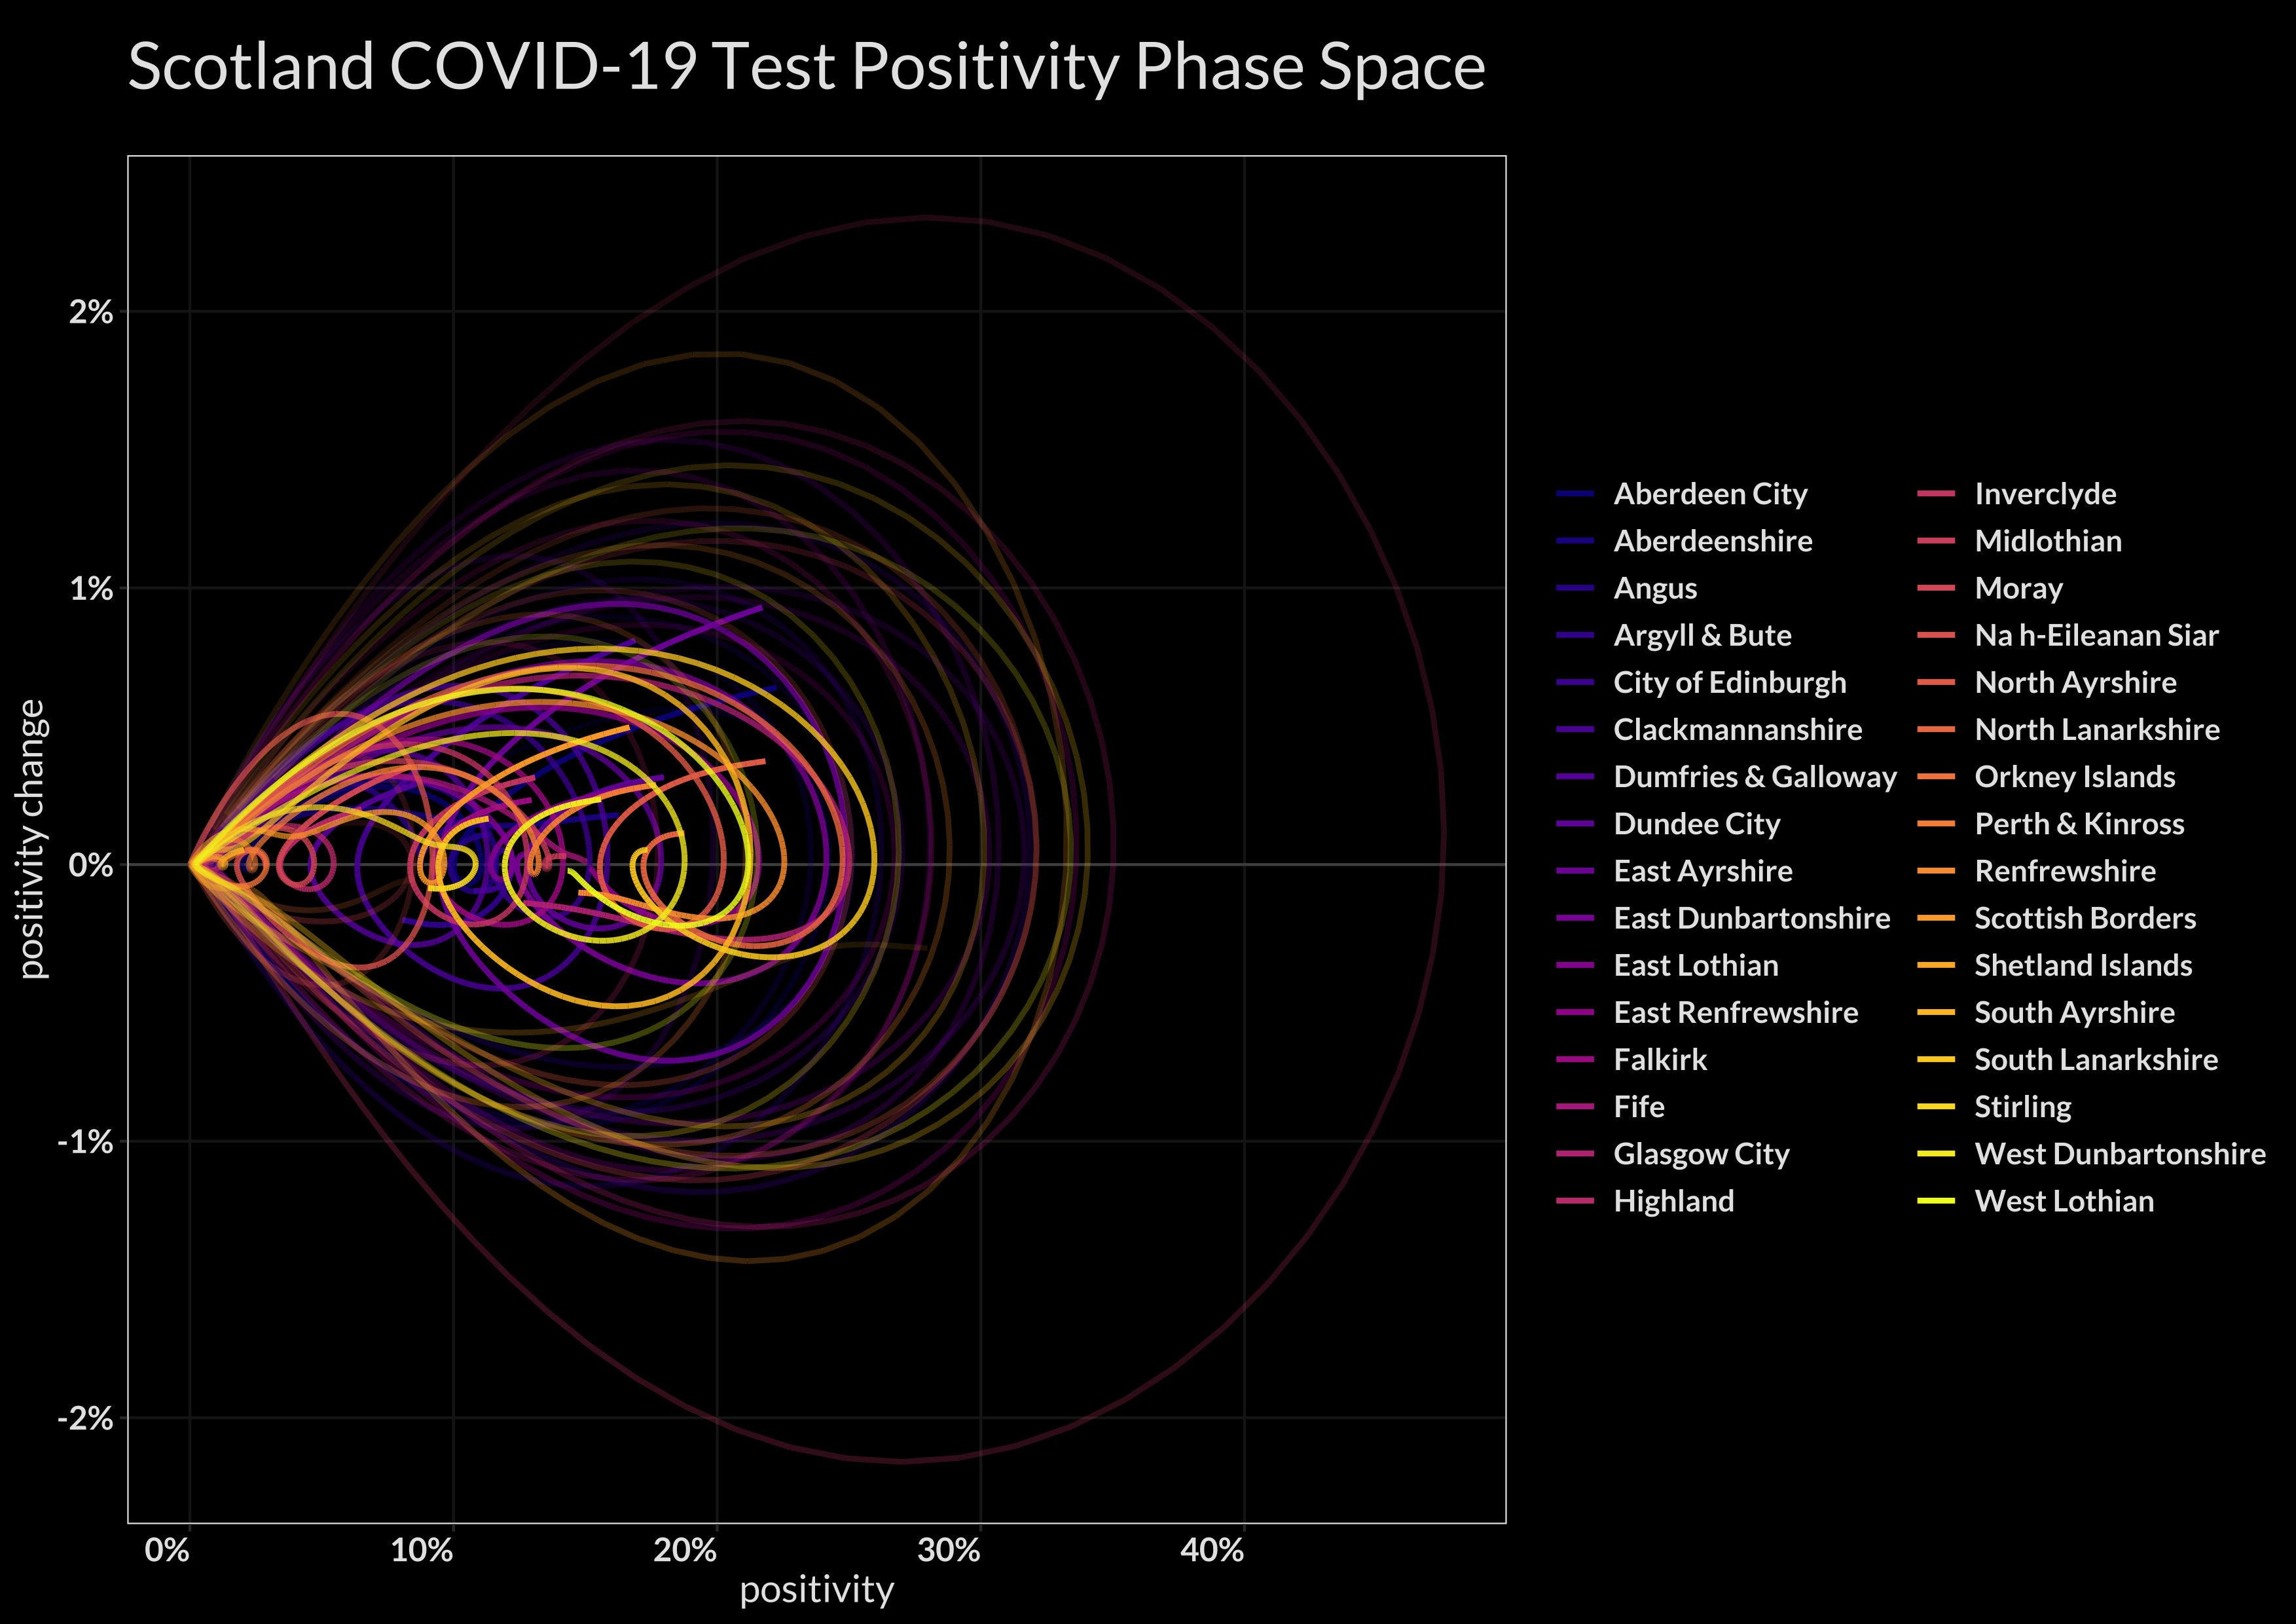 Scotland COVID-19 Test Positivity Phase Space
positivity change
2%
1%
0%
-1%
-2%
0% 10% 20% 30% 40%
positivity
Aberdeen City
Aberdeenshire
Angus
Argyll & Bute
City of Edinburgh
Clackmannanshire
Dumfries & Galloway
Dundee City
East Ayrshire
East Dunbartonshire
East Lothian
East Renfrewshire
Falkirk
Fife
Glasgow City
Highland
Inverclyde
Midlothian
Moray
Na h-Eileanan Siar
North Ayrshire
North Lanarkshire
Orkney Islands
Perth & Kinross
Renfrewshire
Scottish Borders
Shetland Islands
South Ayrshire
South Lanarkshire
Stirling
West Dunbartonshire
West Lothian